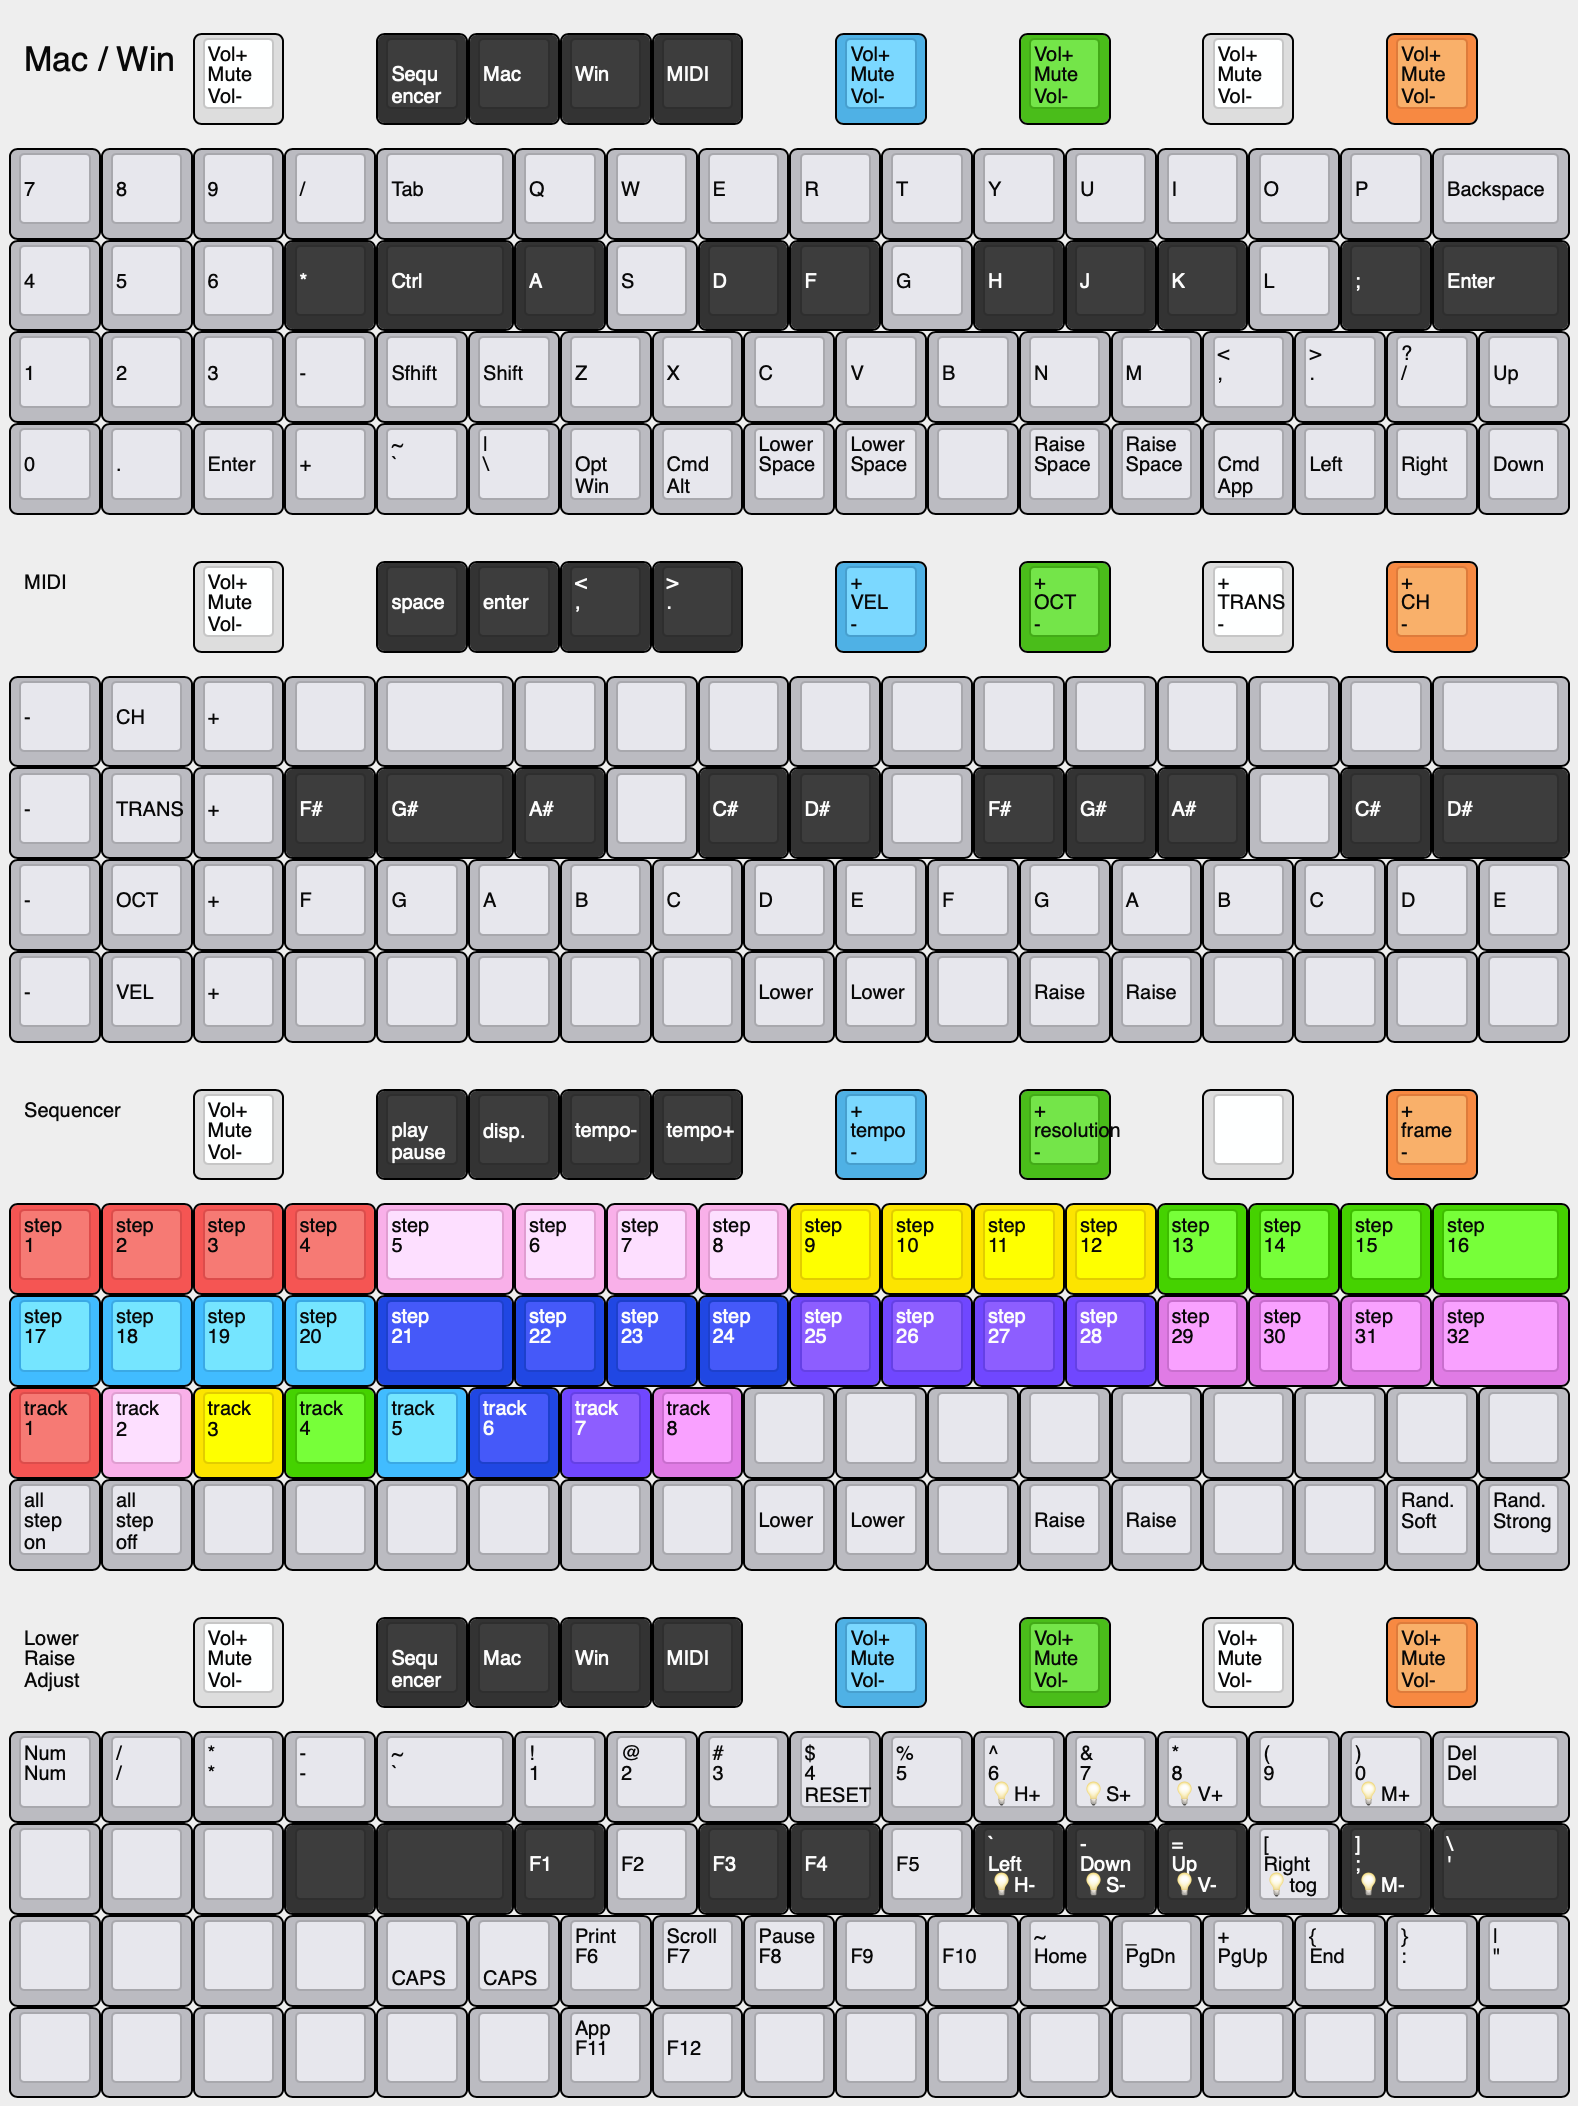 Mac / Win
Vol+ Vol+ Vol+ Vol+ Vol+
Mute Sequ Mac Win MIDI Mute Mute Mute Mute
Vol- encer Vol- Vol- Vol- Vol-
7 8 9 / Tab Q W E R T Y U I O P Backspace
4 5 6 * Ctrl A S D F G H J K L ; Enter
< > ?
1 2 3 - Sfhift Shift Z X C V B N M , . / Up
~ | Lower Lower Raise Raise
0 . Enter + ` \ Opt Cmd Space Space Space Space Cmd Left Right Down
Win Alt App
MIDI
Vol+ < > + + + +
Mute space enter , . VEL OCT TRANS CH
Vol- - - - -
- CH +
- TRANS + F# G# A# C# D# F# G# A# C# D#
- OCT + F G A B C D E F G A B C D E
- VEL + Lower Lower Raise Raise
Sequencer
Vol+ + + +
Mute play disp. tempo- tempo+ tempo resolution frame
Vol- pause - - -
step step step step step step step step step step step step step step step step
1 2 3 4 5 6 7 8 9 10 11 12 13 14 15 16
step step step step step step step step step step step step step step step step
17 18 19 20 21 22 23 24 25 26 27 28 29 30 31 32
track track track track track track track track
1 2 3 4 5 6 7 8
all all Rand. Rand.
step step Lower Lower Raise Raise Soft Strong
on off
Lower Vol+ Vol+ Vol+ Vol+ Vol+
Raise Mute Sequ Mac Win MIDI Mute Mute Mute Mute
Adjust Vol- encer Vol- Vol- Vol- Vol-
Num / * - ~ ! @ # $ % ^ & * ( ) Del
Num / * - ` 1 2 3 4 5 6 7 8 9 0 Del
RESET 💡H+ 💡S+ 💡V+ 💡M+
` - = [ ] \
F1 F2 F3 F4 F5 Left Down Up Right ; '
💡H- 💡S- 💡V- 💡tog 💡M-
Print Scroll Pause ~ _ + { } |
F6 F7 F8 F9 F10 Home PgDn PgUp End : "
CAPS CAPS
App
F11 F12